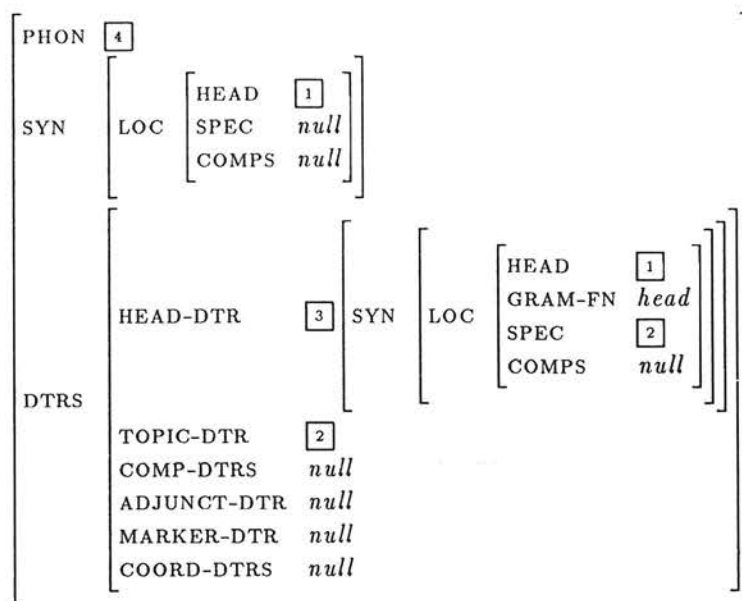 PHON 4
HEAD 1
SYN LOC SPEC null
COMPS null
HEAD 1
GRAM-FN head
HEAD-DTR 3 SYN LOC
SPEC 2
COMPS null
DTRS
TOPIC-DTR 2
COMP-DTRS null
ADJUNCT-DTR null
MARKER-DTR null
COORD-DTRS null